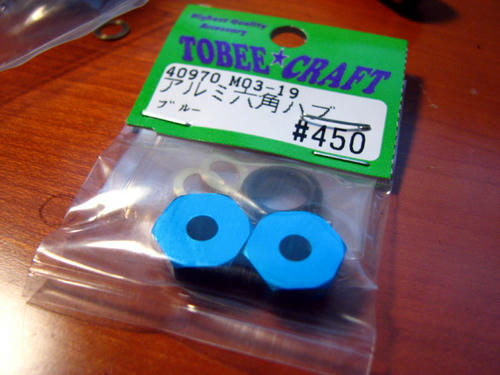 Highest Quality
Accessory
TOBEE★CRAFT
40970 M03-19
アルミ六角ハブ
ブルー
#450